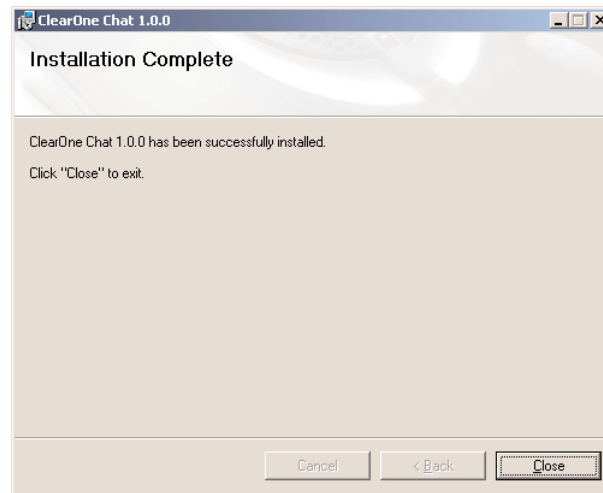 ClearOne Chat 1.0.0
Installation Complete
ClearOne Chat 1.0.0 has been successfully installed.
Click "Close" to exit.
Cancel
< Back
Close